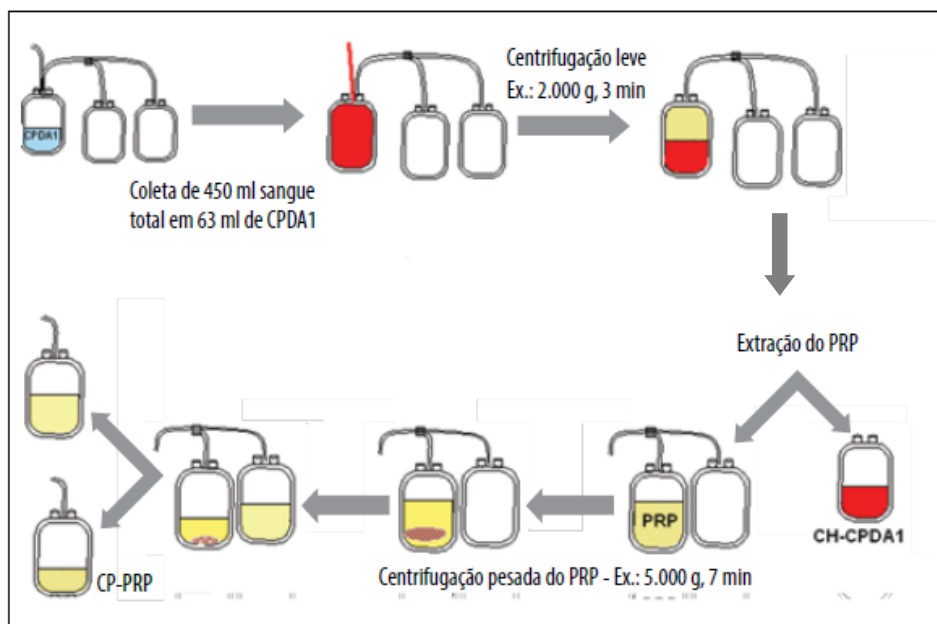 CPDA1
Coleta de 450 ml sangue
total em 63 ml de CPDA1
Centrifugação leve
Ex.: 2.000 g, 3 min
Extração do PRP
CH-CPDA1
PRP
Centrifugação pesada do PRP - Ex.: 5.000 g, 7 min
CP-PRP